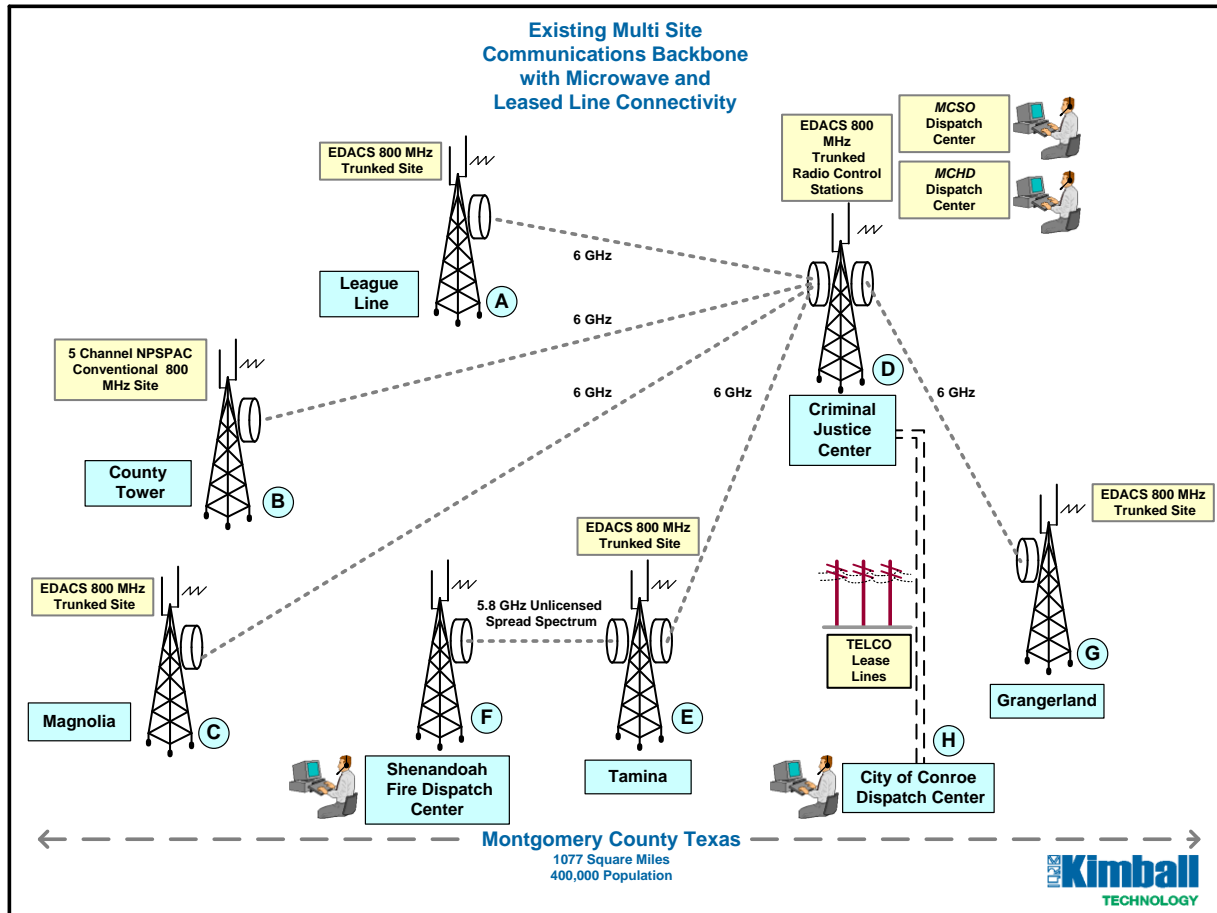 Existing Multi Site
Communications Backbone
with Microwave and
Leased Line Connectivity
EDACS 800 MHz
Trunked Site
EDACS 800
MHz
Trunked
Radio Control
Stations
MCSO
Dispatch
Center
MCHD
Dispatch
Center
6 GHz
League
Line
A
6 GHz
5 Channel NPSPAC
Conventional 800
MHz Site
D
6 GHz
6 GHz
6 GHz
Criminal
Justice
Center
County
Tower
B
EDACS 800 MHz
Trunked Site
EDACS 800 MHz
Trunked Site
EDACS 800 MHz
Trunked Site
5.8 GHz Unlicensed
Spread Spectrum
TELCO
Lease
Lines
G
Grangerland
Magnolia
C
F
E
H
Shenandoah
Fire Dispatch
Center
Tamina
City of Conroe
Dispatch Center
Montgomery County Texas
1077 Square Miles
400,000 Population
Kimball
TECHNOLOGY